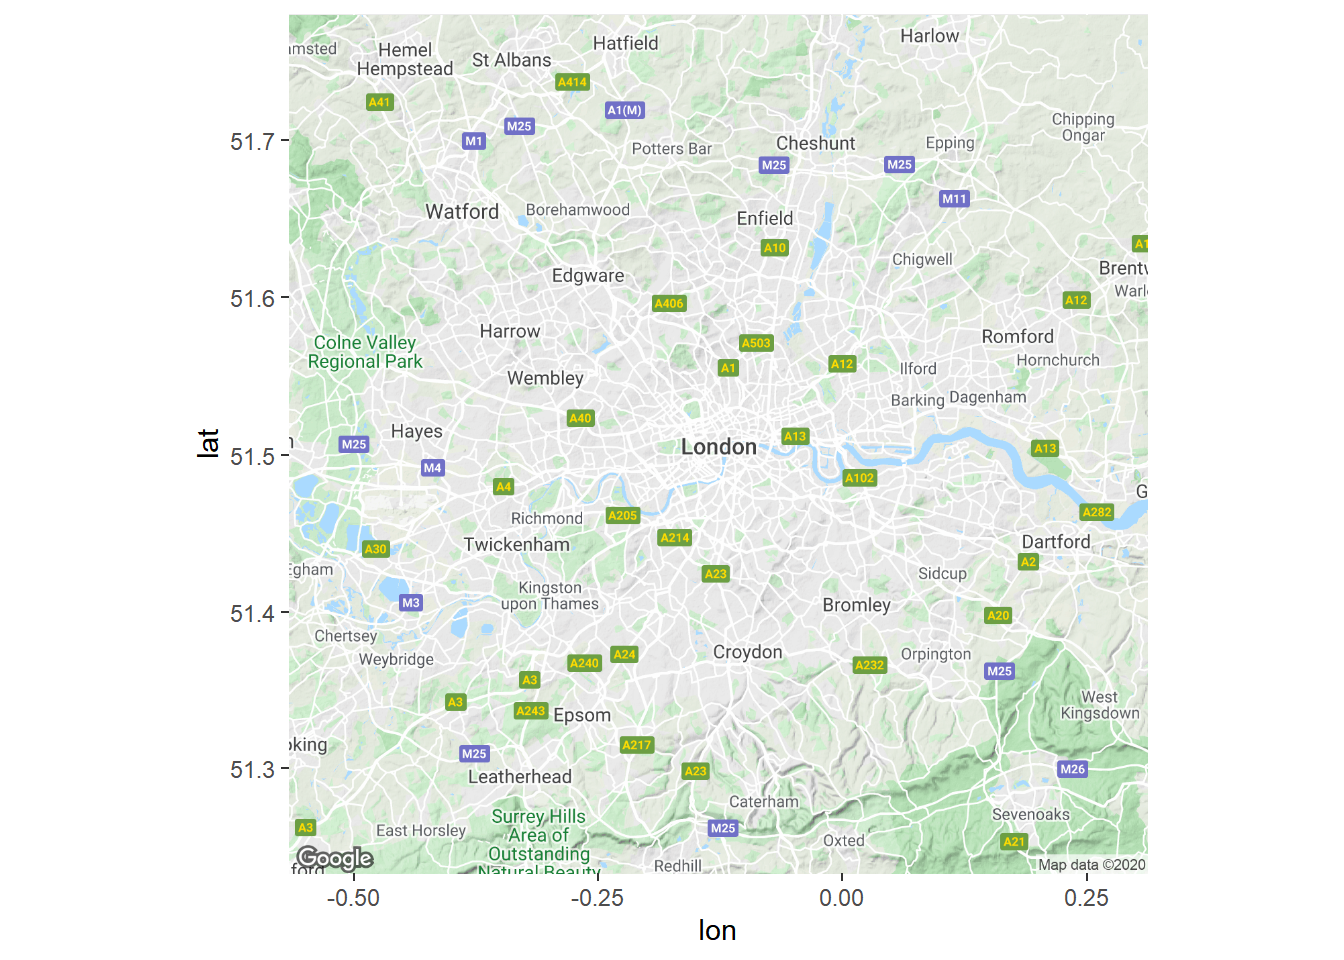 amsted
Hemel
Hempstead
St Albans
Hatfield
Harlow
A414
A41
A1(M)
M25
M1
51.7
Chipping
Ongar
Cheshunt
Epping
Potters Bar
M25
M25
M11
Watford
Borehamwood
Enfield
A10
A1
Chigwell
Brentw
Edgware
Warle
51.6
A406
A12
Harrow
Romford
Colne Valley
Regional Park
A503
Hornchurch
A1
A12
Ilford
Wembley
Barking
Dagenham
A40
Hayes
A13
M25
London
A13
lat
51.5
M4
A102
A4
G
A205
A282
Richmond
A214
Twickenham
Dartford
A30
A2
Egham
A23
Sidcup
Kingston
upon Thames
M3
Bromley
51.4
A20
Chertsey
Weybridge
A240
A24
Croydon
A232
Orpington
M25
A3
A3
A243
Epsom
West
Kingsdown
oking
A217
M25
Leatherhead
A23
51.3
M26
Caterham
Surrey Hills
Area of
Outstanding
Natural Beauty
A3
East Horsley
M25
Sevenoaks
Oxted
A21
Google
ford
Redhill
Map data ©2020
-0.50
-0.25
0.00
0.25
lon